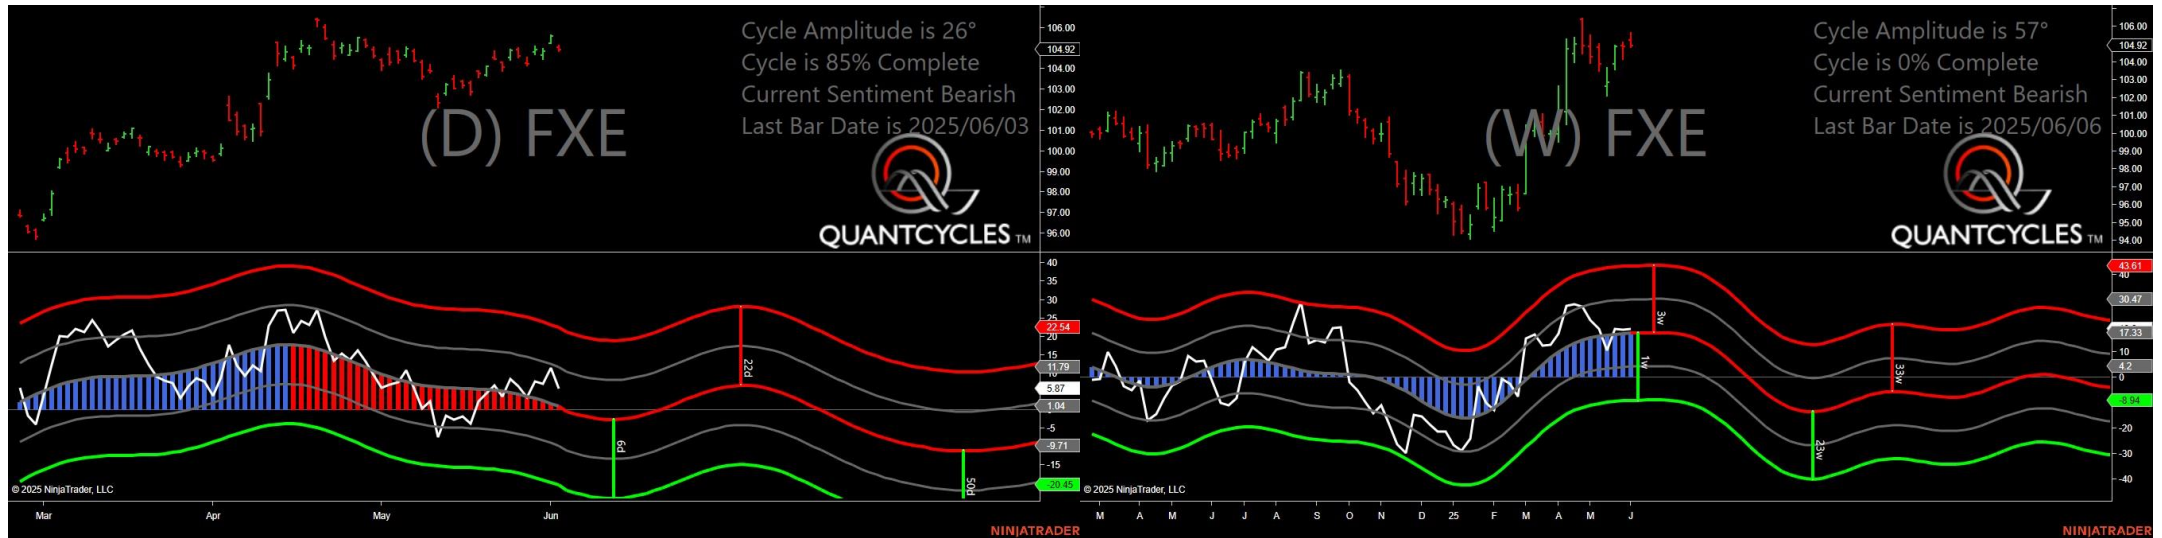 Cycle Amplitude is 26°
Cycle is 85% Complete
Current Sentiment Bearish
Last Bar Date is 2025/06/03
(D) FXE
QUANTCYCLES TM
106.00
104.92
104.00
103.00
102.00
101.00
100.00
99.00
98.00
97.00
96.00
40
35
30
25
22.54
20
15
11.79
10
5.87
1.04
-5
-9.71
-15
-20.45
6d
22d
50d
© 2025 NinjaTrader, LLC
Mar Apr May Jun
NINJATRADER
Cycle Amplitude is 57°
Cycle is 0% Complete
Current Sentiment Bearish
Last Bar Date is 2025/06/06
(W) FXE
QUANTCYCLES TM
106.00
104.92
104.00
103.00
102.00
101.00
100.00
99.00
98.00
97.00
96.00
95.00
94.00
43.61
40
30.47
17.33
10
4.2
0
-8.94
-20
-30
-40
3w
1w
33w
23w
© 2025 NinjaTrader, LLC
M A M J J A S O N D 25 F M A M J
NINJATRADER